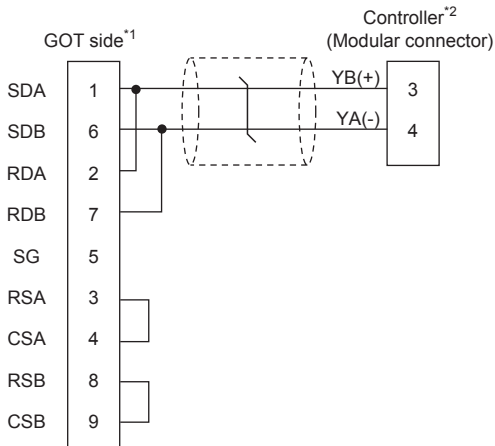 GOT side*1
Controller*2
(Modular connector)
SDA 1 YB(+) 3
SDB 6 YA(-) 4
RDA 2
RDB 7
SG 5
RSA 3
CSA 4
RSB 8
CSB 9